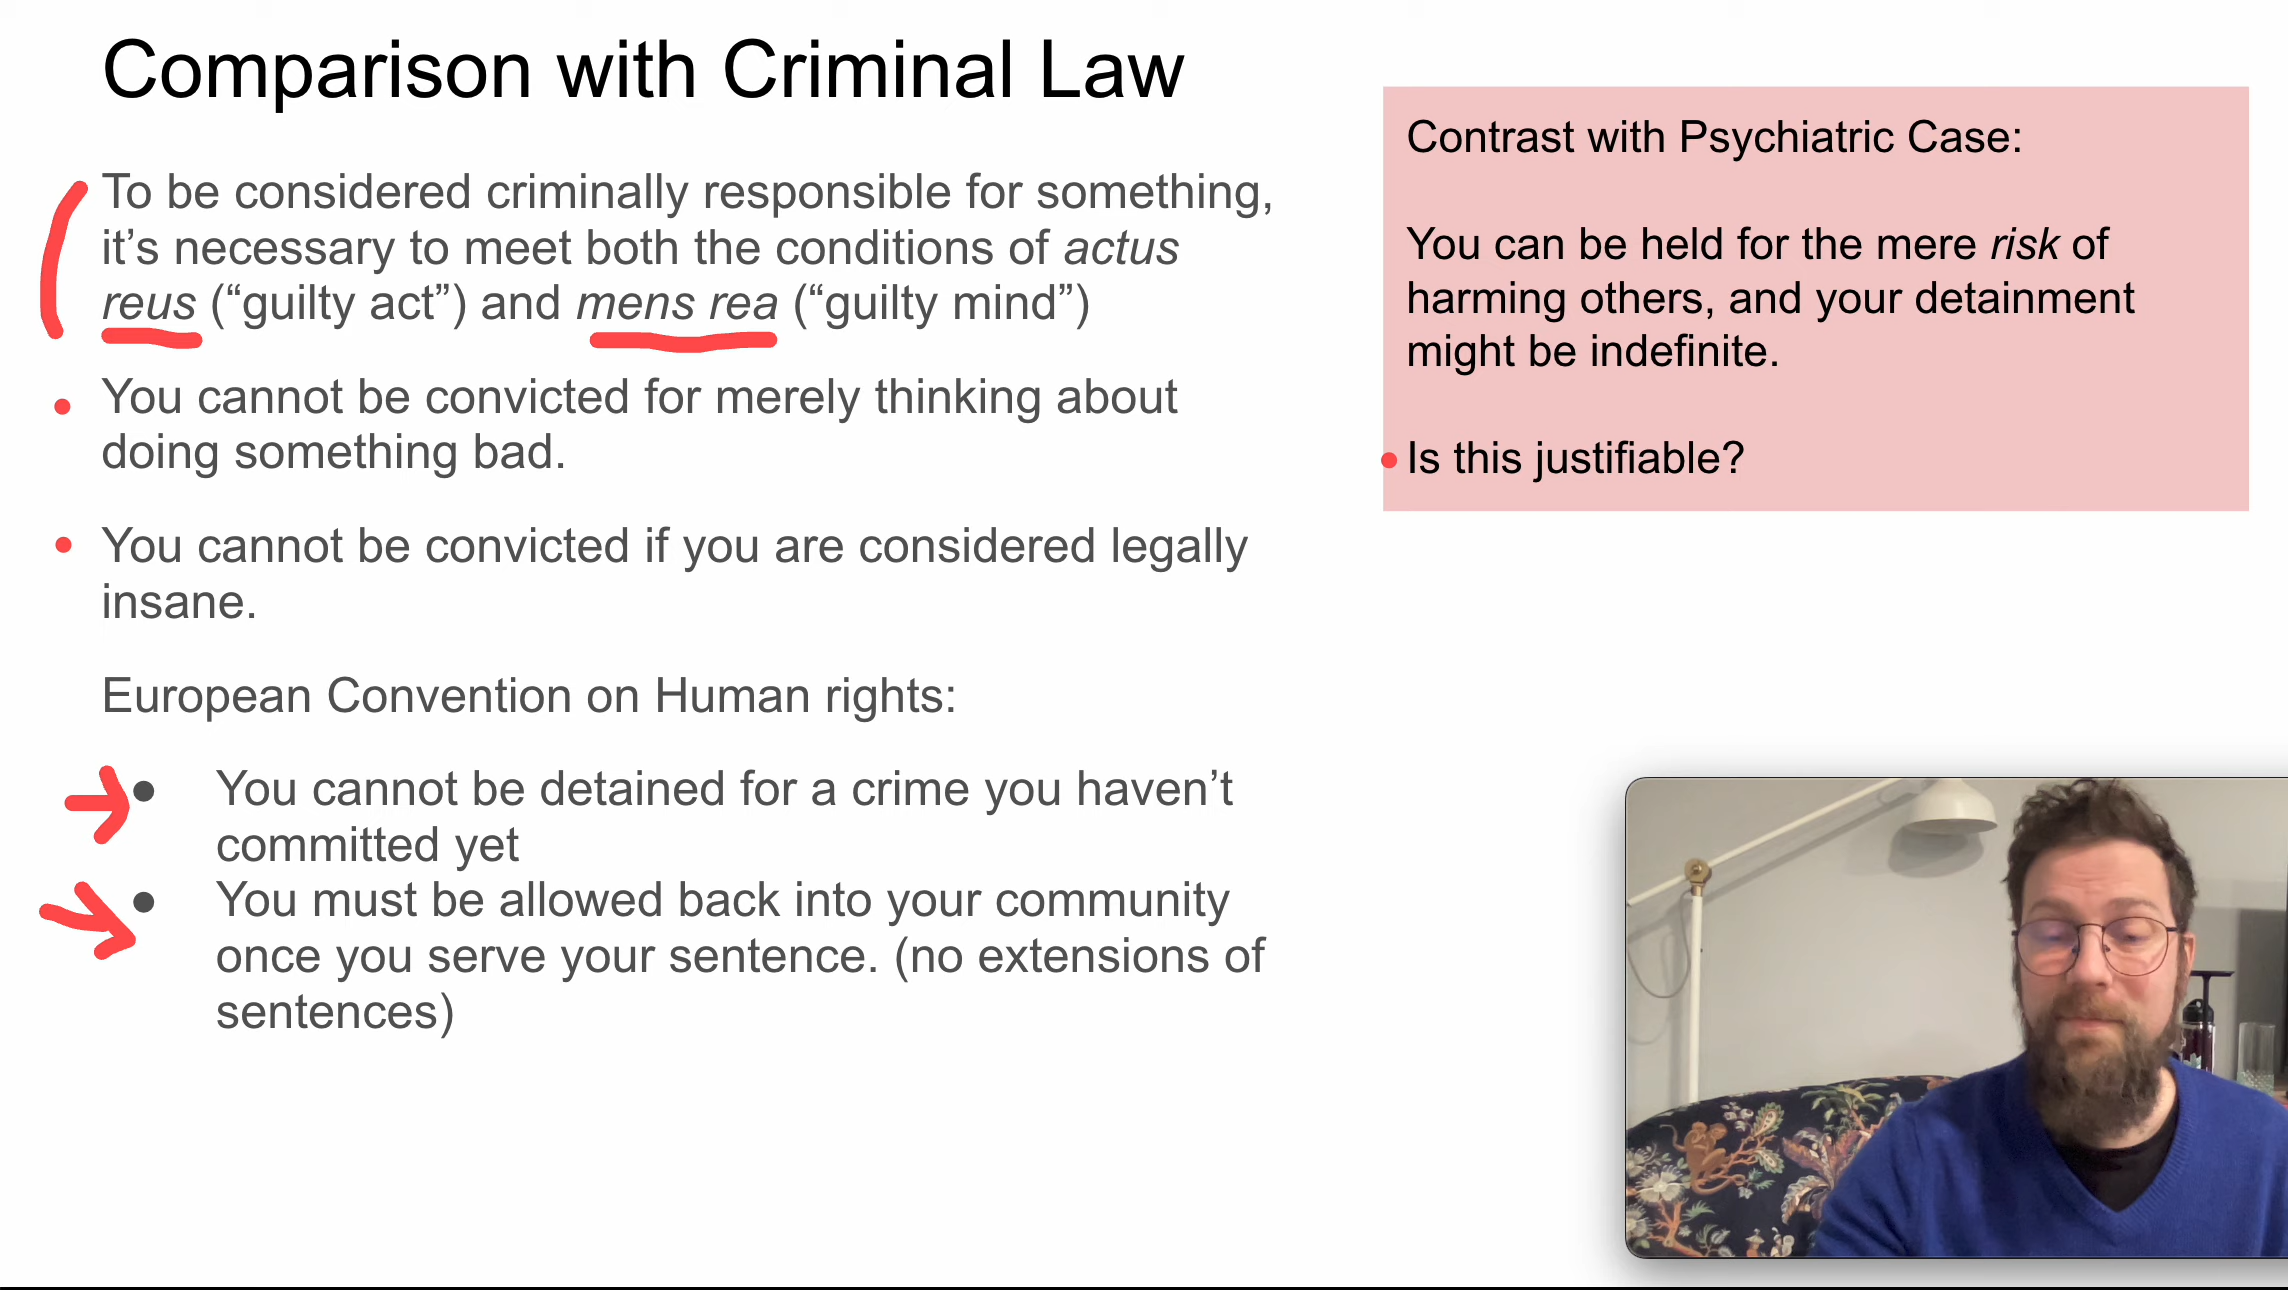 Comparison with Criminal Law
To be considered criminally responsible for something,
it’s necessary to meet both the conditions of actus
reus (“guilty act”) and mens rea (“guilty mind”)
You cannot be convicted for merely thinking about
doing something bad.
You cannot be convicted if you are considered legally
insane.
European Convention on Human rights:
● You cannot be detained for a crime you haven’t
committed yet
● You must be allowed back into your community
once you serve your sentence. (no extensions of
sentences)
Contrast with Psychiatric Case:
You can be held for the mere risk of
harming others, and your detainment
might be indefinite.
Is this justifiable?